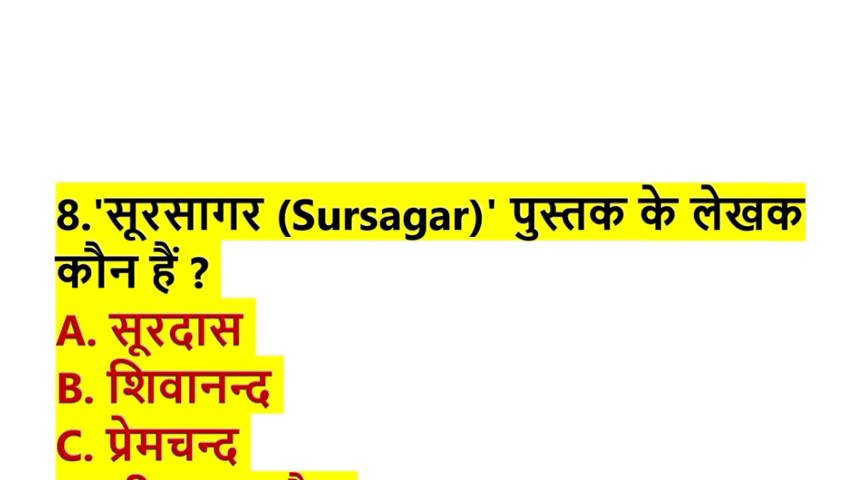 8.'सूरसागर (Sursagar)' पुस्तक के लेखक
कौन हैं ?
A. सूरदास
B. शिवानन्द
C. प्रेमचन्द